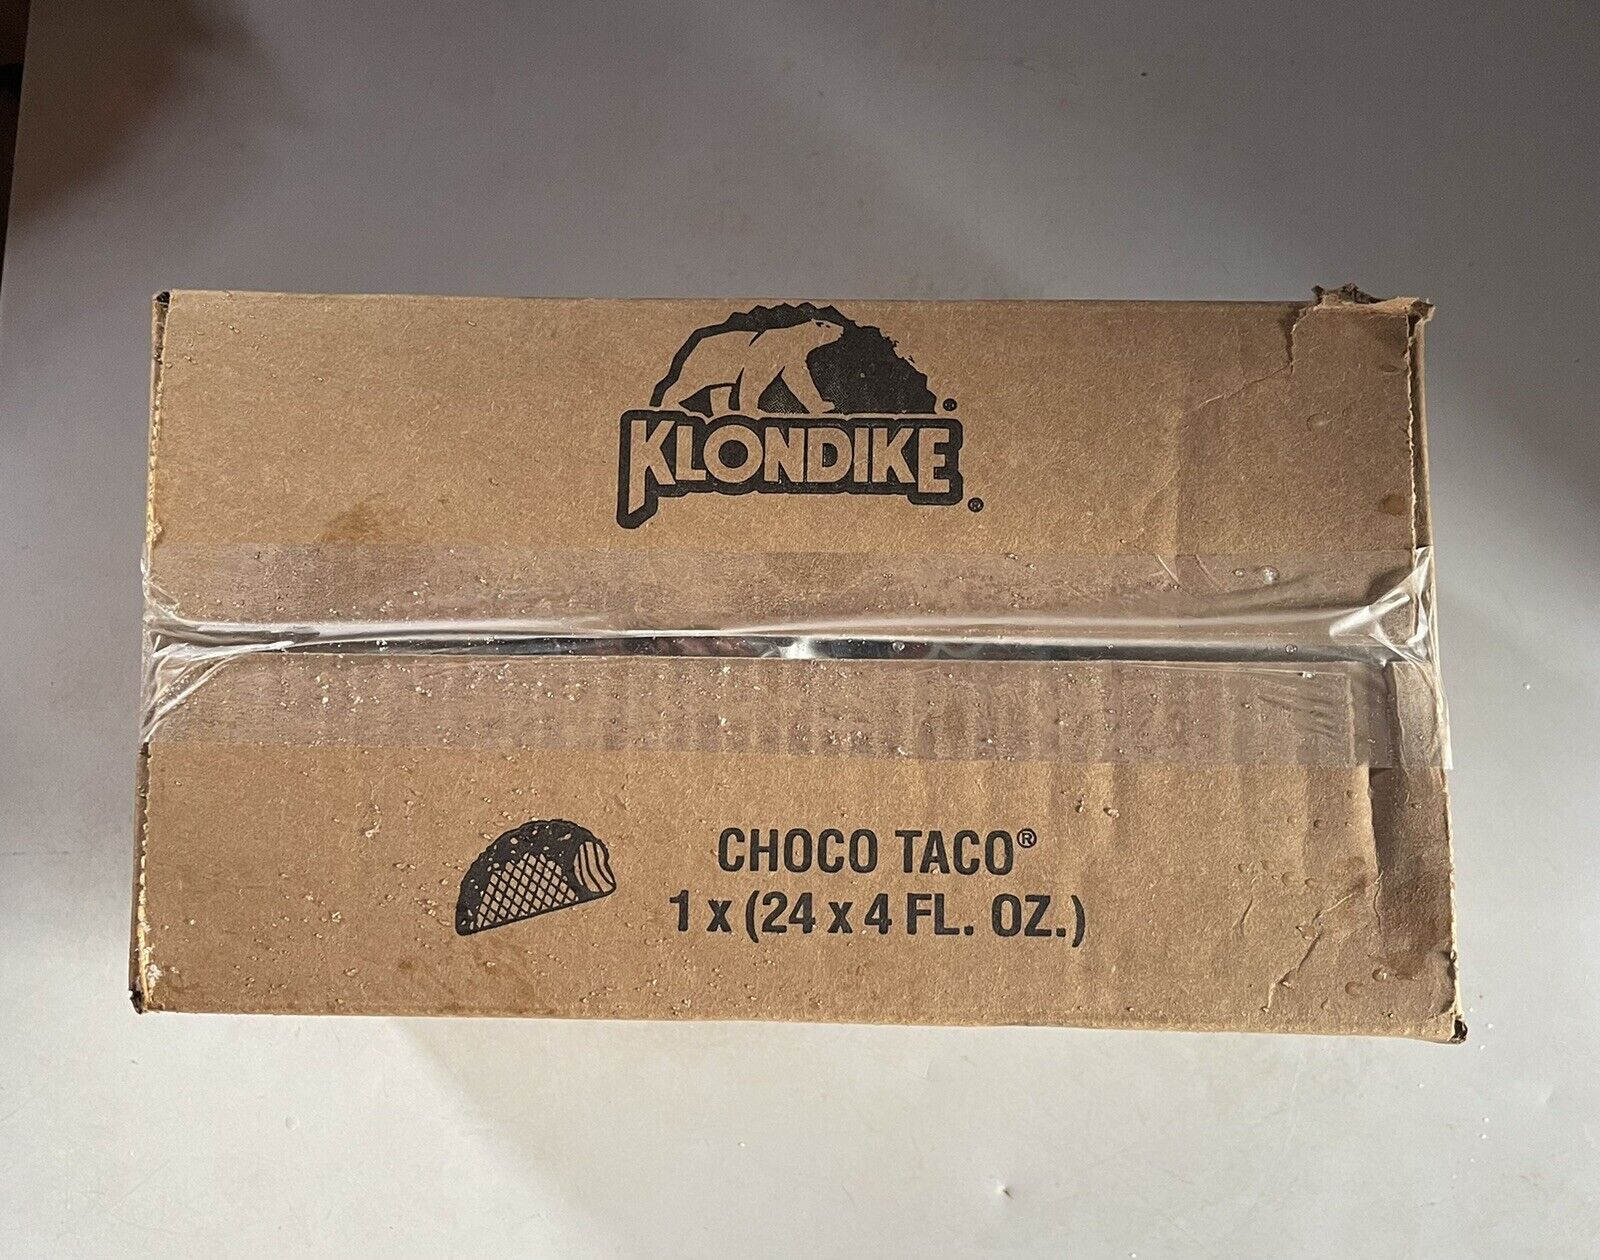 KLONDIKE®
CHOCO TACO®
1 x (24 x 4 FL. OZ.)